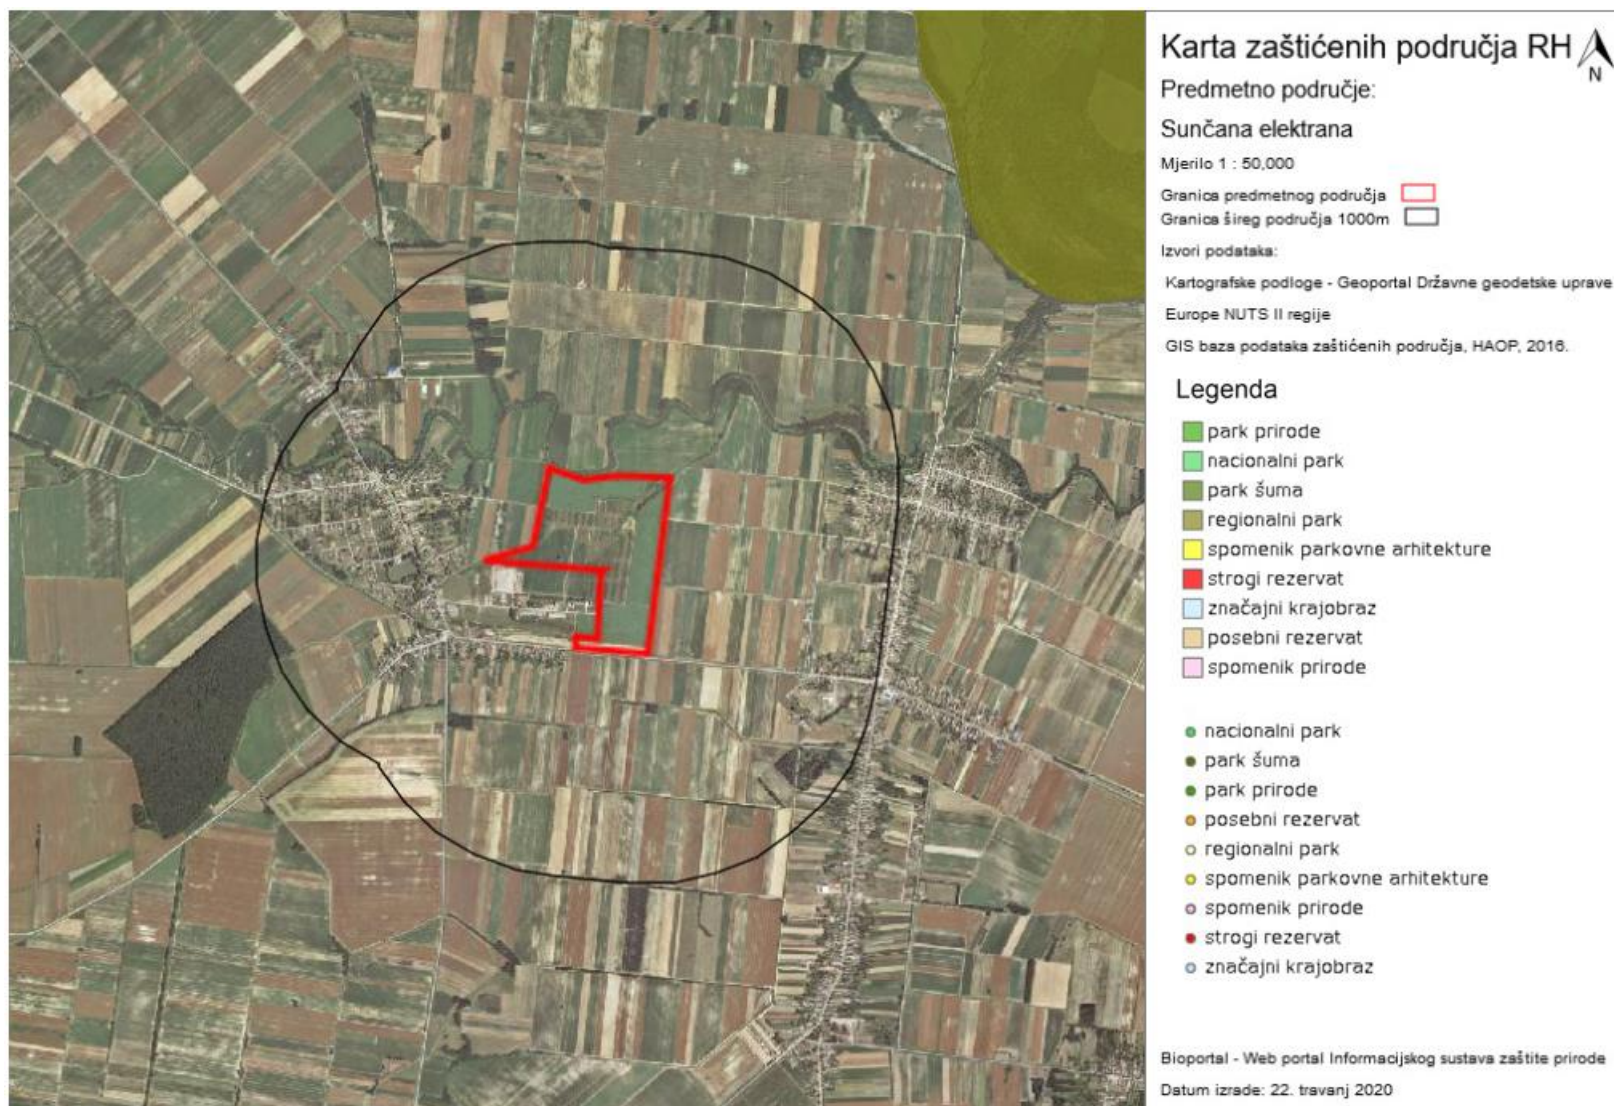 Karta zaštićenih područja RH
N
Predmetno područje:
Sunčana elektrana
Mjerilo 1 : 50,000
Granica predmetnog područja
Granica šireg područja 1000m
Izvori podataka:
Kartografske podloge - Geoportal Državne geodetske uprave
Europe NUTS II regije
GIS baza podataka zaštićenih područja, HAOP, 2016.
Legenda
park prirode
nacionalni park
park šuma
regionalni park
spomenik parkovne arhitekture
strogi rezervat
značajni krajobraz
posebni rezervat
spomenik prirode
nacionalni park
park šuma
park prirode
posebni rezervat
regionalni park
spomenik parkovne arhitekture
spomenik prirode
strogi rezervat
značajni krajobraz
Bioportal - Web portal Informacijskog sustava zaštite prirode
Datum izrade: 22. travanj 2020